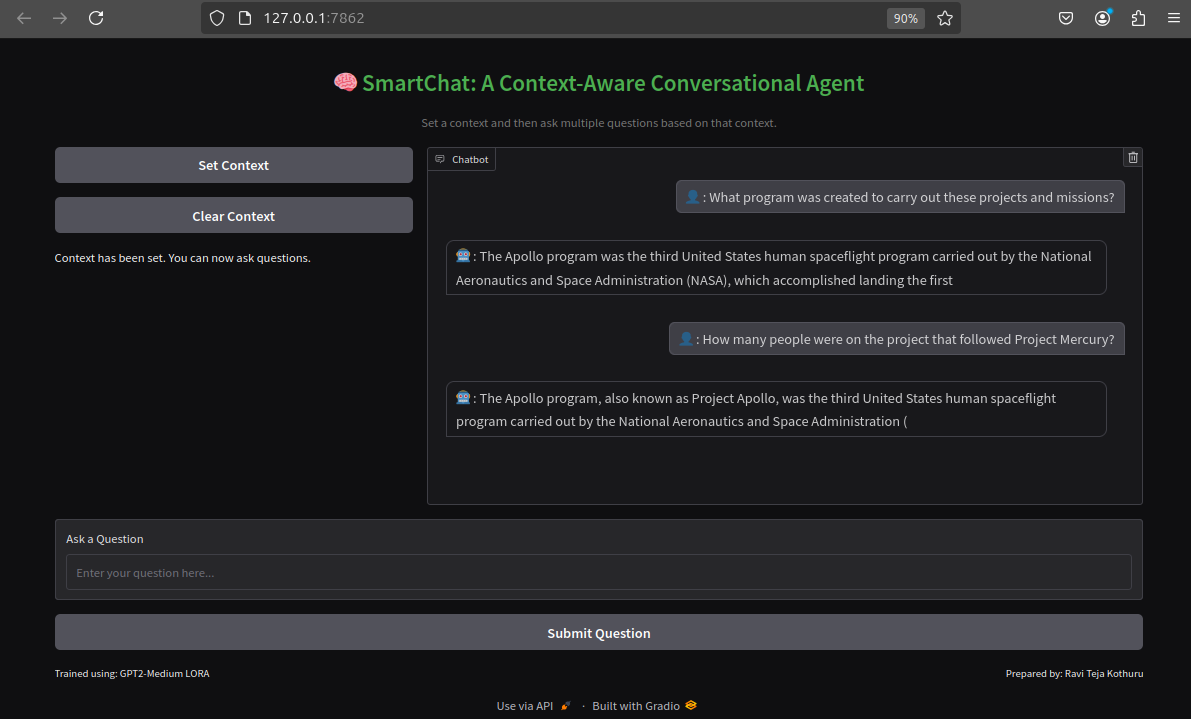 127.0.0.1:7862
90%
🧠 SmartChat: A Context-Aware Conversational Agent
Set a context and then ask multiple questions based on that context.
Set Context
Clear Context
Context has been set. You can now ask questions.
Chatbot
👤 : What program was created to carry out these projects and missions?
🤖 : The Apollo program was the third United States human spaceflight program carried out by the National
Aeronautics and Space Administration (NASA), which accomplished landing the first
👤 : How many people were on the project that followed Project Mercury?
🤖 : The Apollo program, also known as Project Apollo, was the third United States human spaceflight
program carried out by the National Aeronautics and Space Administration (
Ask a Question
Enter your question here...
Submit Question
Trained using: GPT2-Medium LORA
Prepared by: Ravi Teja Kothuru
Use via API 🚀 · Built with Gradio